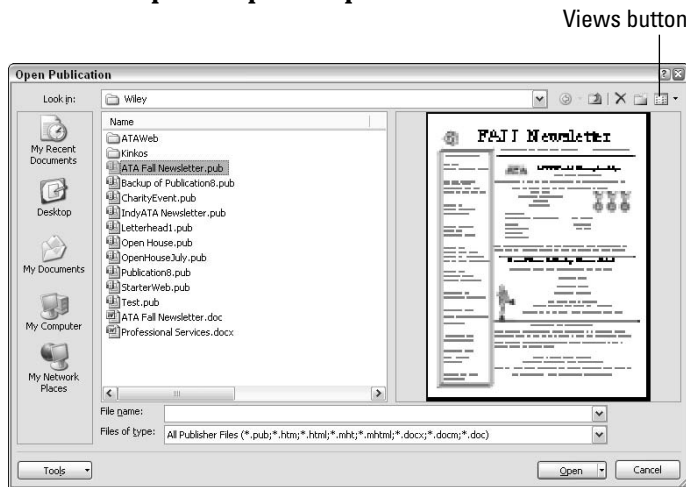 Views button
Open Publication
Look in:
Wiley
Name
My Recent
Documents
Desktop
My Documents
My Computer
My Network
Places
ATAWeb
Kinkos
ATA Fall Newsletter.pub
Backup of Publication8.pub
CharityEvent.pub
IndyATA Newsletter.pub
Letterhead1.pub
Open House.pub
OpenHouseJuly.pub
Publication8.pub
StarterWeb.pub
Test.pub
ATA Fall Newsletter.doc
Professional Services.docx
FALL Newsletter
File name:
Files of type:
All Publisher Files (*.pub;*.htm;*.html;*.mht;*.mhtml;*.docx;*.docm;*.doc)
Tools
Open
Cancel